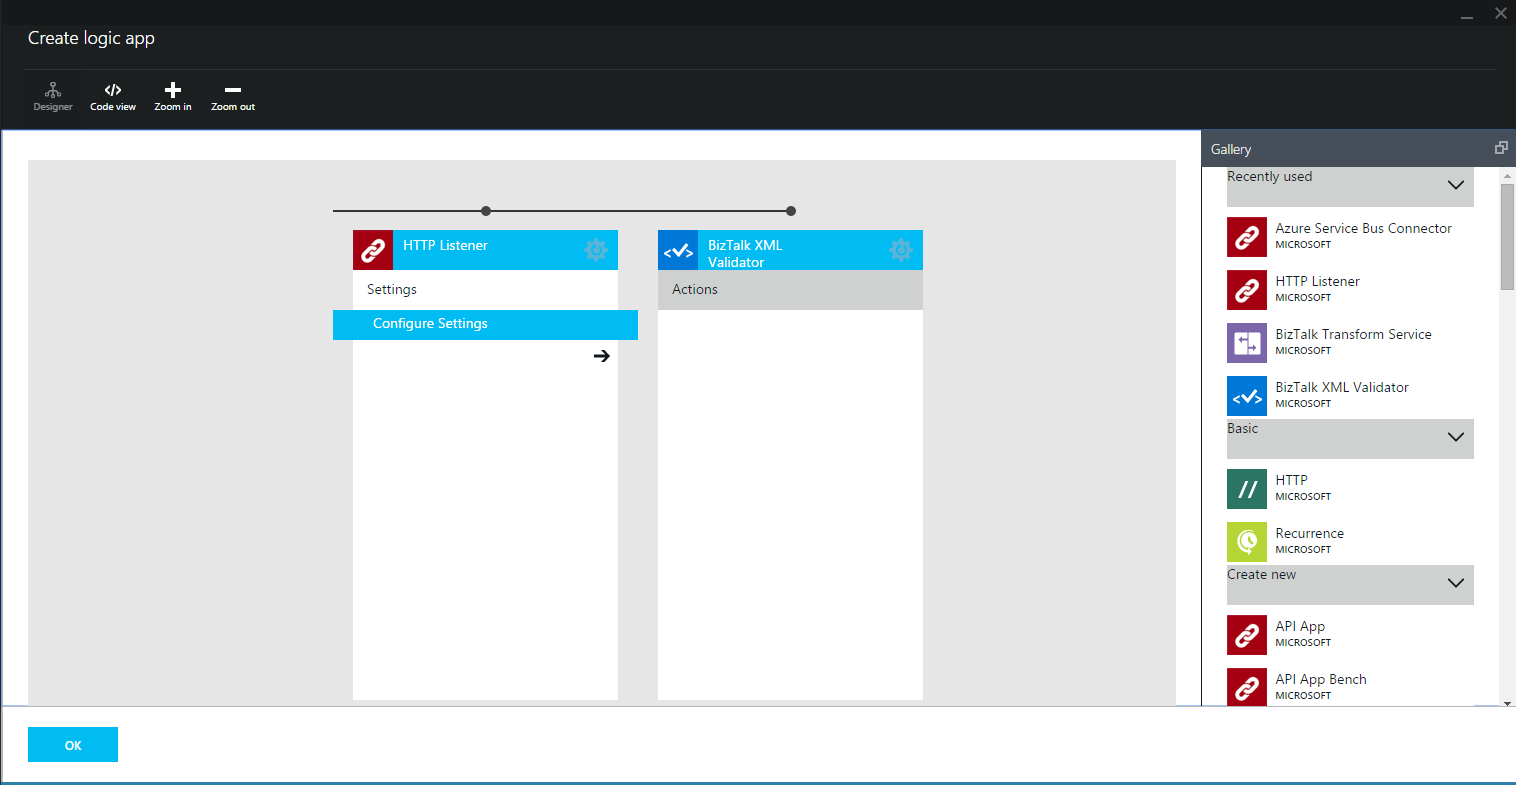 Create logic app
Designer
Code view
Zoom in
Zoom out
HTTP Listener
Settings
Configure Settings
BizTalk XML
Validator
Actions
Gallery
Recently used
Azure Service Bus Connector
MICROSOFT
HTTP Listener
MICROSOFT
BizTalk Transform Service
MICROSOFT
BizTalk XML Validator
MICROSOFT
Basic
HTTP
MICROSOFT
Recurrence
MICROSOFT
Create new
API App
MICROSOFT
API App Bench
MICROSOFT
OK